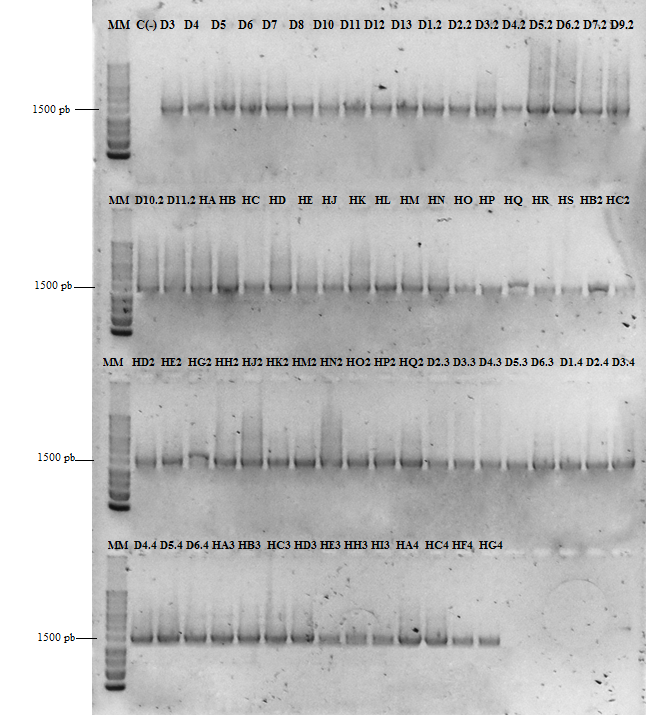 MM C(-) D3 D4 D5 D6 D7 D8 D10 D11 D12 D13 D1.2 D2.2 D3.2 D4.2 D5.2 D6.2 D7.2 D9.2
1500 pb
MM D10.2 D11.2 HA HB HC HD HE HJ HK HL HM HN HO HP HQ HR HS HB2 HC2
1500 pb
MM HD2 HE2 HG2 HH2 HJ2 HK2 HM2 HN2 HO2 HP2 HQ2 D2.3 D3.3 D4.3 D5.3 D6.3 D1.4 D2.4 D3.4
1500 pb
MM D4.4 D5.4 D6.4 HA3 HB3 HC3 HD3 HE3 HH3 HI3 HA4 HC4 HF4 HG4
1500 pb